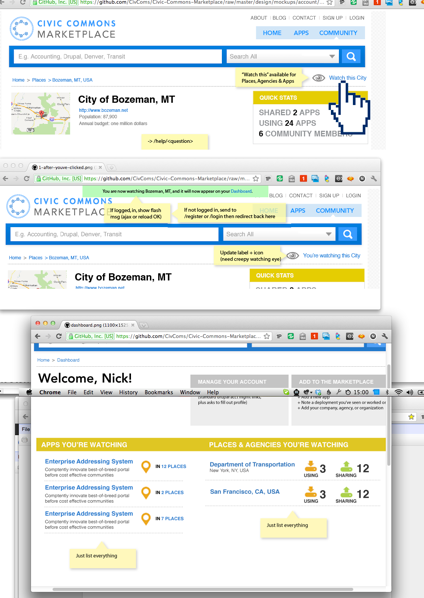 GitHub, Inc. [US] https://github.com/CivComs/Civic-Commons-Marketplace/raw/master/design/mockups/account/
CIVIC COMMONS
MARKETPLACE
ABOUT BLOG CONTACT SIGN UP LOGIN
HOME APPS COMMUNITY
E.g. Accounting, Drupal, Denver, Transit
Search All
Home > Places > Bozeman, MT, USA
"Watch this" available for
Places, Agencies & Apps
Watch this City
City of Bozeman, MT
http://www.bozeman.net
Population: 87,900
Annual budget: one million dollars
QUICK STATS
SHARED 2 APPS
USING 24 APPS
6 COMMUNITY MEMBERS
-> /help/<question>
1-after-youve-clicked.png
GitHub, Inc. [US] https://github.com/CivComs/Civic-Commons-Marketplace/raw/m...
You are now watching Bozeman, MT, and it will now appear on your Dashboard.
CIVIC COMMONS
MARKETPLACE
BLOG CONTACT SIGN UP LOGIN
If logged in, show flash
msg (ajax or reload OK)
If not logged in, send to
/register or /login then redirect back here
APPS COMMUNITY
E.g. Accounting, Drupal, Denver, Transit
Search All
Update label + icon
(need creepy watching eye)
Home > Places > Bozeman, MT, USA
You're watching this City
City of Bozeman, MT
QUICK STATS
dashboard.png (1100×152
GitHub, Inc. [US] https://github.com/CivComs/Civic-Commons-Marketplac...
Home > Dashboard
Welcome, Nick!
MANAGE YOUR ACCOUNT
ADD TO THE MARKETPLACE
Chrome File Edit View History Bookmarks Window Help
15:00
plus asks to fill out profile)
• Add a new app
• Note a deployment you've seen or worked o
• Add your company, agency, or organization
File
APPS YOU'RE WATCHING
PLACES & AGENCIES YOU'RE WATCHING
Enterprise Addressing System
Competently innovate best-of-breed portal
before cost effective communities
IN 12 PLACES
Department of Transportation
New York, NY, USA
3 USING
12 SHARING
Enterprise Addressing System
Competently innovate best-of-breed portal
before cost effective communities
IN 2 PLACES
San Francisco, CA, USA
3 USING
12 SHARING
Enterprise Addressing System
Competently innovate best-of-breed portal
before cost effective communities
IN 7 PLACES
Just list everything
Just list everything